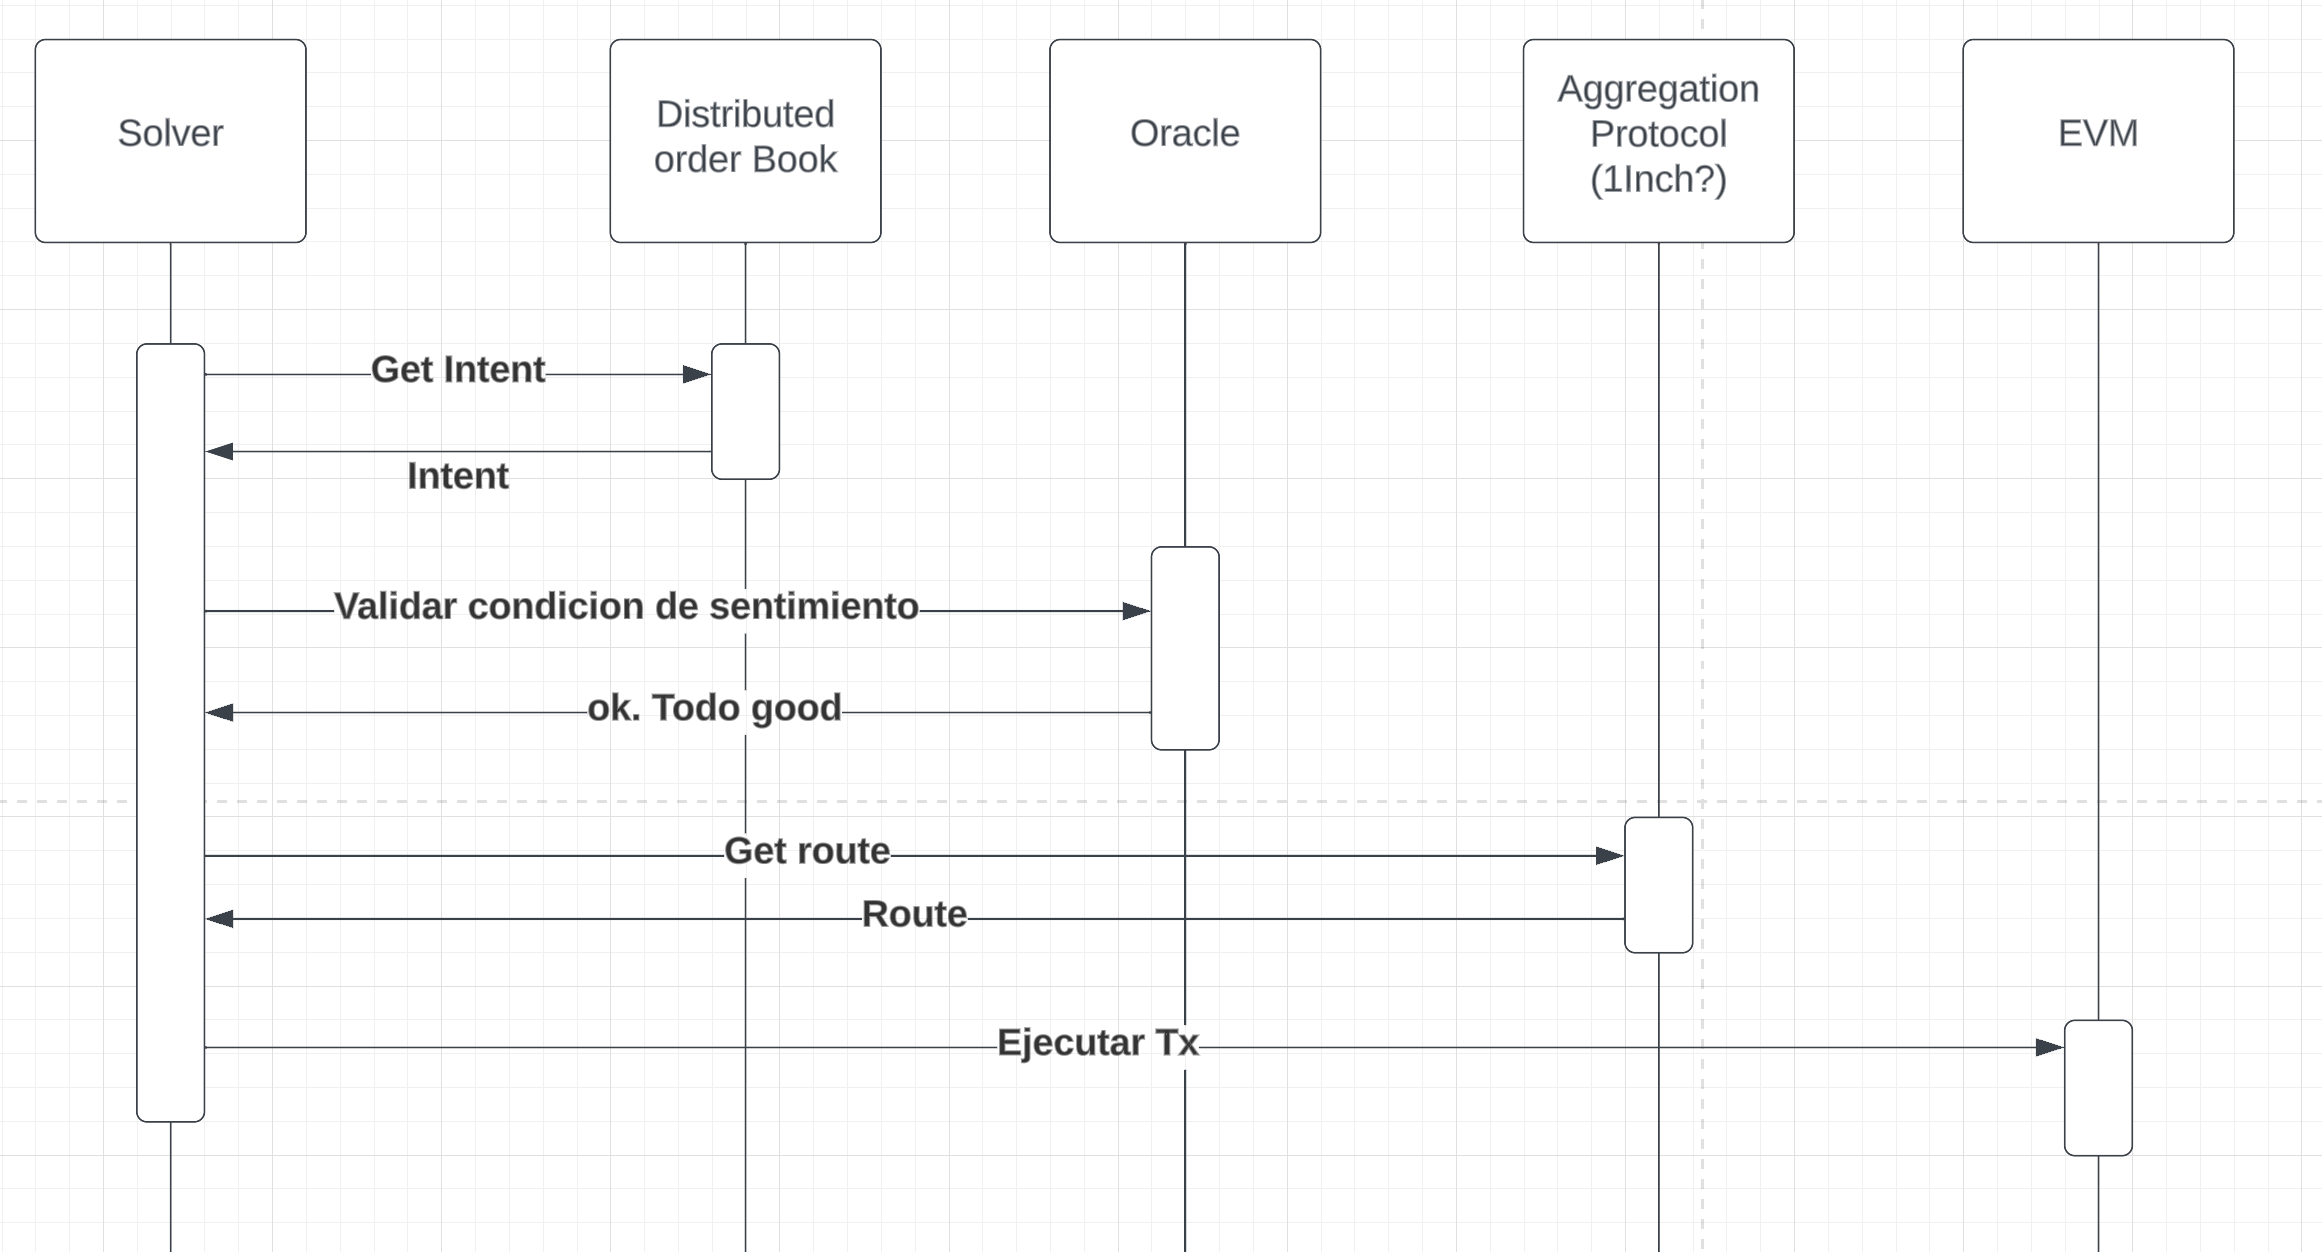 Solver
Distributed
order Book
Oracle
Aggregation
Protocol
(1Inch?)
EVM
Get Intent
Intent
Validar condicion de sentimiento
ok. Todo good
Get route
Route
Ejecutar Tx